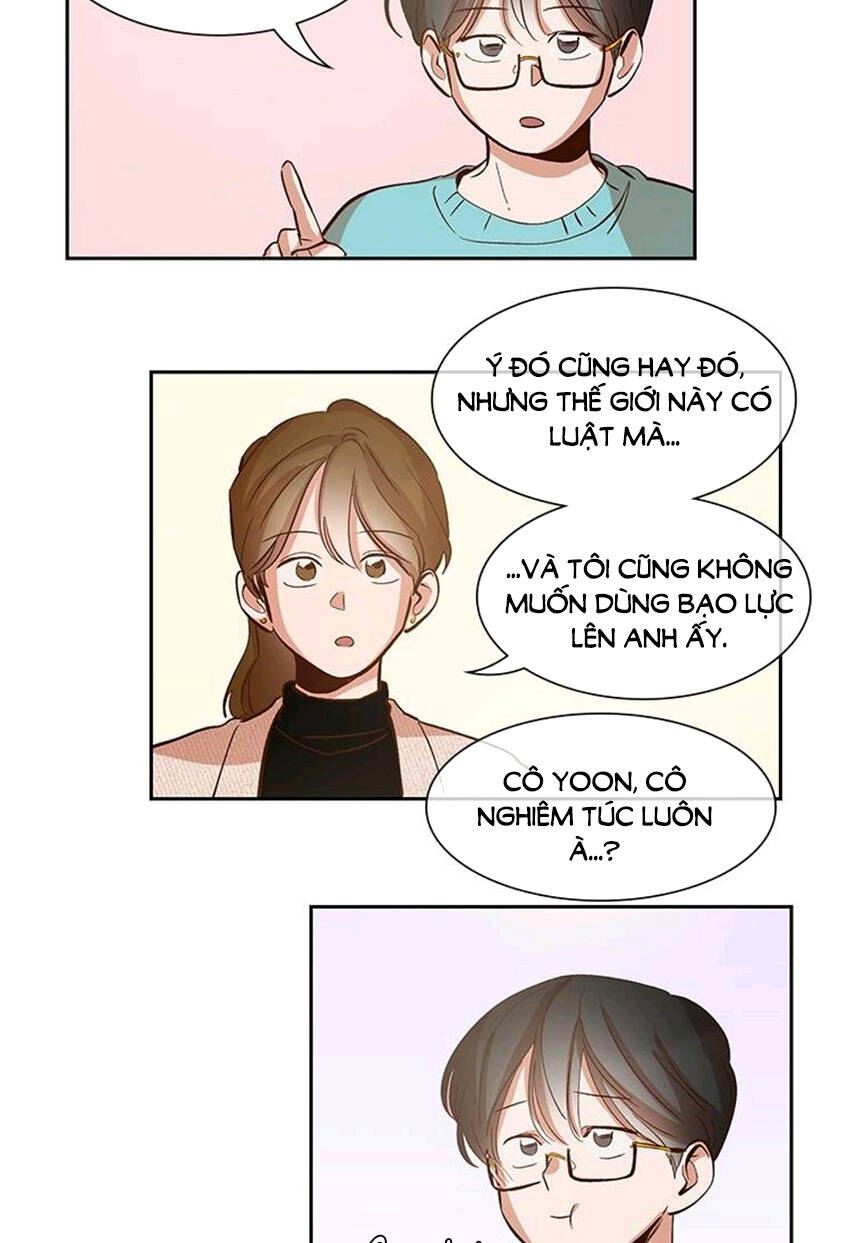 Ý ĐÓ CŨNG HAY ĐÓ,
NHƯNG THẾ GIỚI NÀY CÓ
LUẬT MÀ...
...VÀ TÔI CŨNG KHÔNG
MUỐN DÙNG BẠO LỰC
LÊN ANH ẤY.
CÔ YOON, CÔ
NGHIÊM TÚC LUÔN
À...?